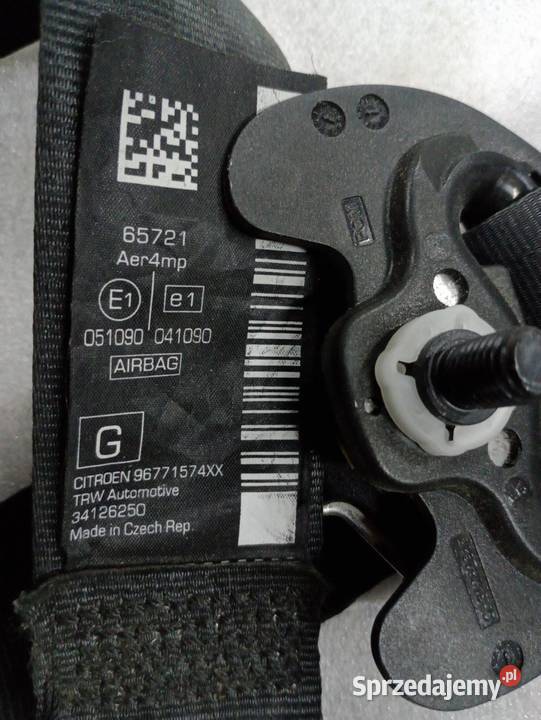 65721
Aer4mp
E1 e1
051090 041090
AIRBAG
G
CITROEN 96771574XX
TRW Automotive
34126250
Made in Czech Rep.
Sprzedajemy.pl